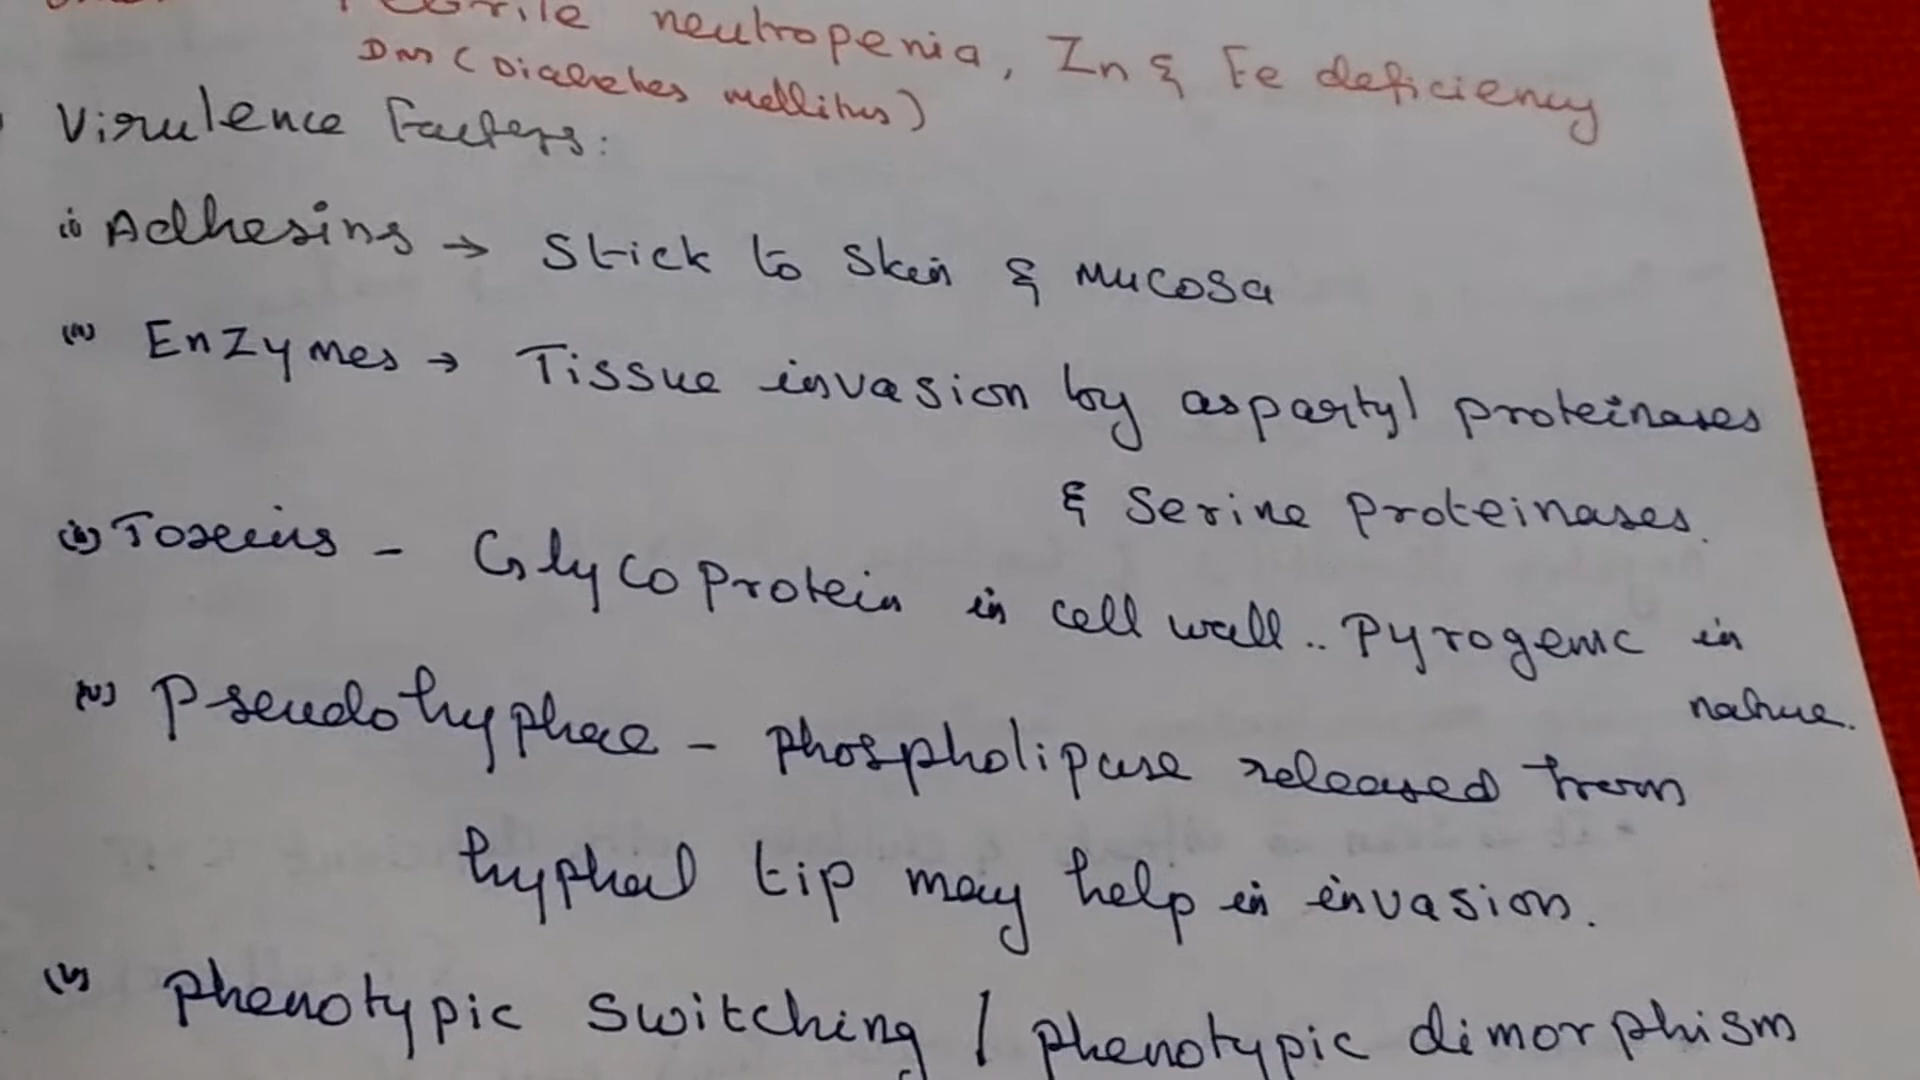 neutropenia, Zn & Fe deficiency
DM (Diabetes mellitus)
Virulence Factors:
(i) Adhesins → Stick to Skin & Mucosa
(ii) Enzymes → Tissue invasion by aspartyl proteinases
& Serine Proteinases.
(iii) Toxins - Glycoprotein in cell wall.. Pyrogenic in
nature.
(iv) Pseudohyphae - Phospholipase released from
hyphal tip may help in invasion.
(v) Phenotypic Switching / Phenotypic dimorphism